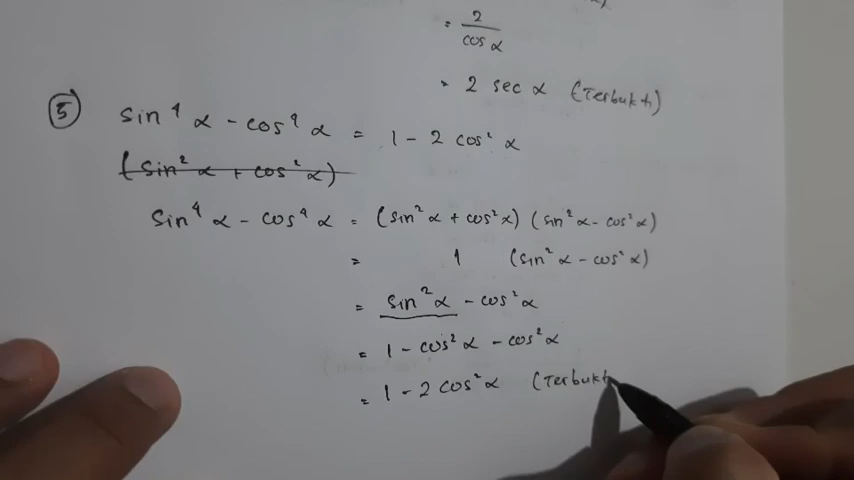 = 2 / cos α
= 2 sec α (Terbukti)
(5) sin⁴ α - cos⁴ α = 1 - 2 cos² α
(sin² α + cos² α)
sin⁴ α - cos⁴ α = (sin² α + cos² x) (sin² α - cos² α)
= 1 (sin² α - cos² α)
= sin² α - cos² α
= 1 - cos² α - cos² α
= 1 - 2 cos² α (Terbukt